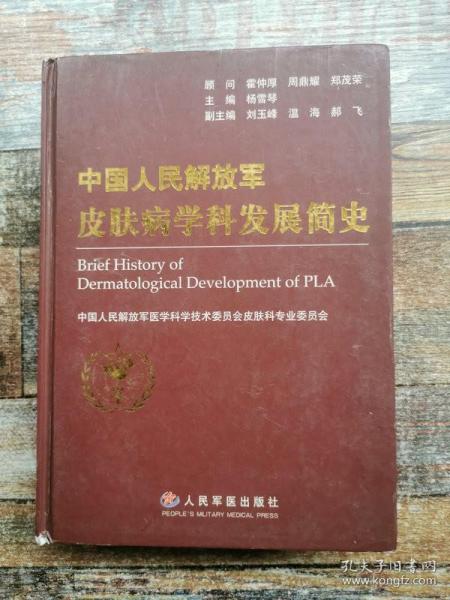 顾 问 霍仲厚 周鼎耀 郑茂荣
主 编 杨雪琴
副主编 刘玉峰 温 海 郝 飞
中国人民解放军
皮肤病学科发展简史
Brief History of
Dermatological Development of PLA
中国人民解放军医学科学技术委员会皮肤科专业委员会
人民军医出版社
PEOPLE'S MILITARY MEDICAL PRESS
孔夫子旧书网
www.kongfz.com